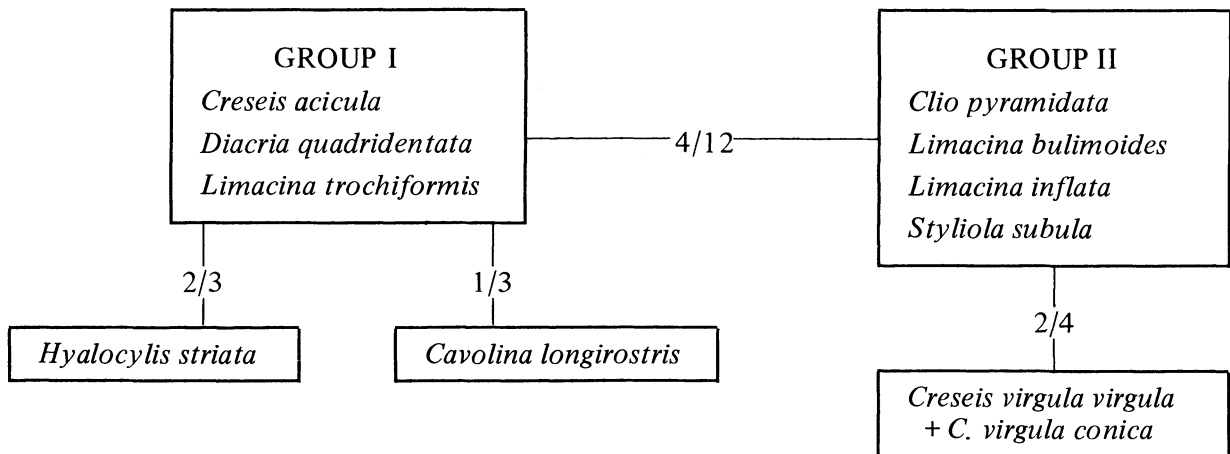 GROUP I
Creseis acicula
Diacria quadridentata
Limacina trochiformis
4/12
GROUP II
Clio pyramidata
Limacina bulimoides
Limacina inflata
Styliola subula
2/3
1/3
2/4
Hyalocylis striata
Cavolina longirostris
Creseis virgula virgula
+ C. virgula conica